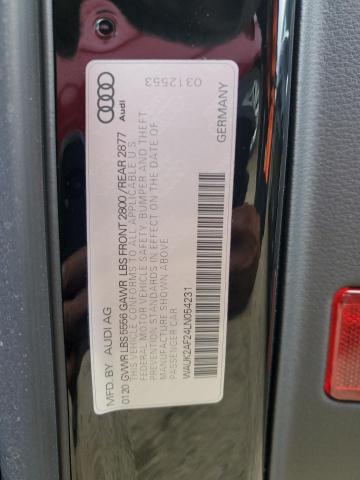 Audi
0312553
GERMANY
MFD. BY AUDI AG
0120 GVWR LBS 5556 GAWR LBS FRONT 2800 / REAR 2877
THIS VEHICLE CONFORMS TO ALL APPLICABLE U.S.
FEDERAL MOTOR VEHICLE SAFETY, BUMPER AND THEFT
PREVENTION STANDARDS IN EFFECT ON THE DATE OF
MANUFACTURE SHOWN ABOVE.
PASSENGER CAR
WAUK2AF24LN054231